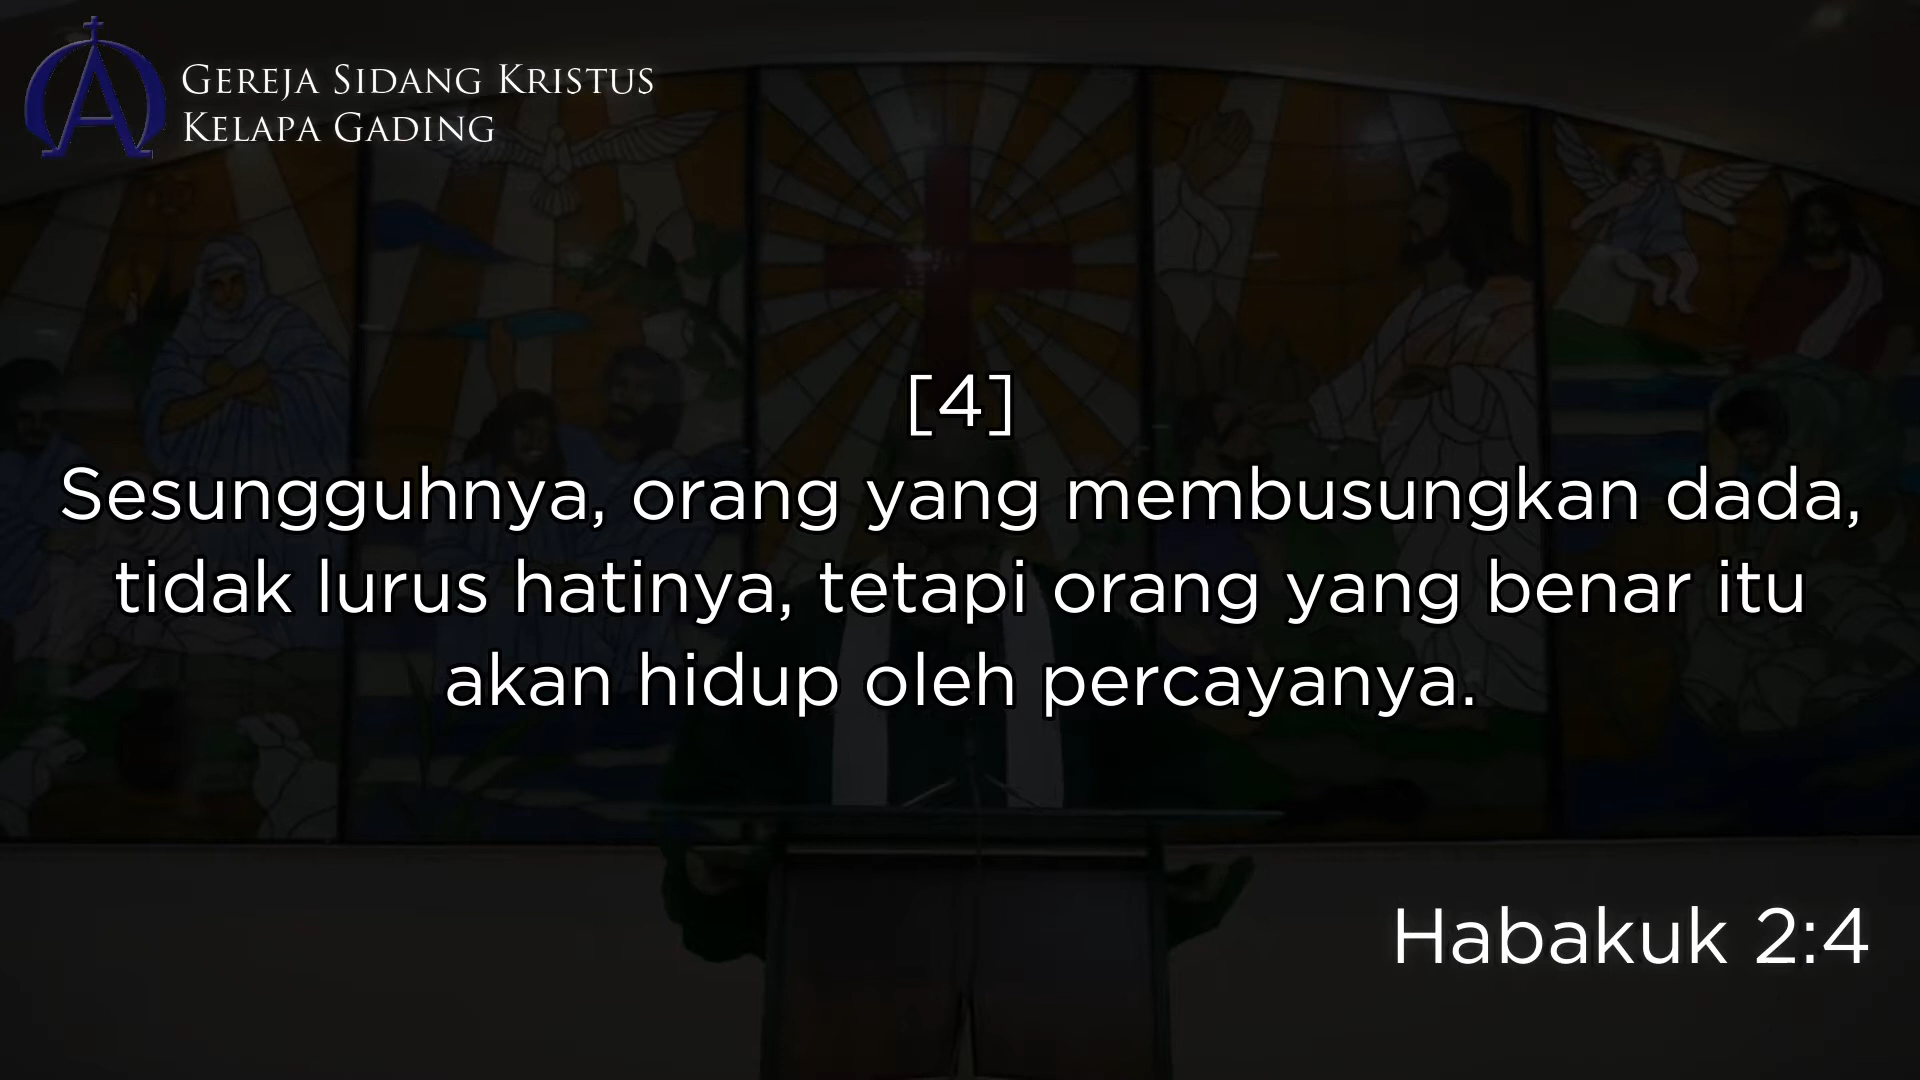 Gereja Sidang Kristus
Kelapa Gading
[4]
Sesungguhnya, orang yang membusungkan dada,
tidak lurus hatinya, tetapi orang yang benar itu
akan hidup oleh percayanya.
Habakuk 2:4